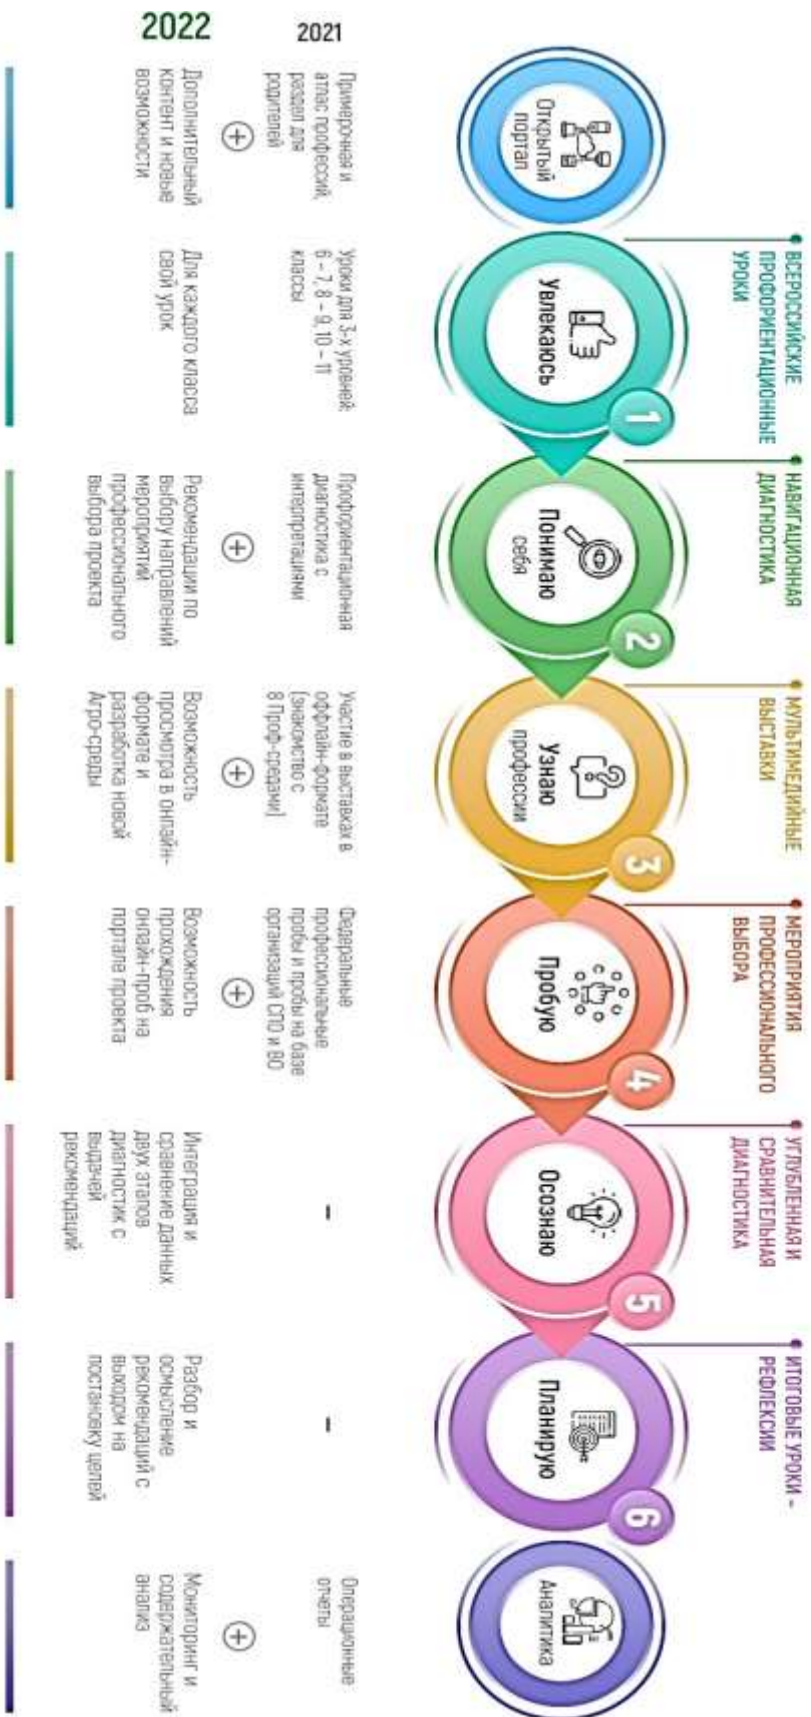 ВСЕРОССИЙСКИЕ
ПРОФОРИЕНТАЦИОННЫЕ
УРОКИ
НАВИГАЦИОННАЯ
ДИАГНОСТИКА
МУЛЬТИМЕДИЙНЫЕ
ВЫСТАВКИ
МЕРОПРИЯТИЯ
ПРОФЕССИОНАЛЬНОГО
ВЫБОРА
УГЛУБЛЕННАЯ И
СРАВНИТЕЛЬНАЯ
ДИАГНОСТИКА
ИТОГОВЫЕ УРОКИ –
РЕФЛЕКСИИ
Открытый
портал
Увлекаюсь
1
Понимаю
себя
2
Узнаю
профессии
3
Пробую
4
Осознаю
5
Планирую
6
Аналитика
2021
Примерочная и
атлас профессий,
раздел для
родителей
Уроки для 3-х уровней:
6 – 7, 8 – 9, 10 – 11
классы
Профориентационная
диагностика с
интерпретациями
Участие в выставках в
оффлайн-формате
(знакомство с
8 Проф-средами)
Федеральные
профессиональные
пробы и пробы на базе
организаций СПО и ВО
–
–
Операционные
отчеты
+
+
+
+
+
2022
Дополнительный
контент и новые
возможности
Для каждого класса
свой урок
Рекомендации по
выбору направлений
мероприятий
профессионального
выбора проекта
Возможность
просмотра в онлайн-
формате и
разработка новой
Агро-среды
Возможность
прохождения
онлайн-проб на
портале проекта
Интеграция и
сравнение данных
двух этапов
диагностик с
выдачей
рекомендаций
Разбор и
осмысление
рекомендаций с
выходом на
постановку целей
Мониторинг и
содержательный
анализ